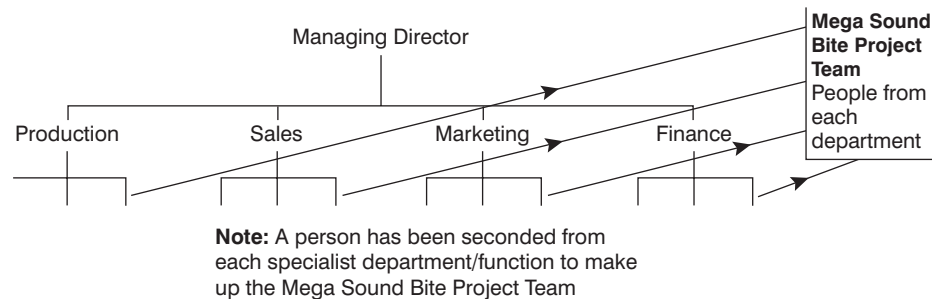 Managing Director
Mega Sound
Bite Project
Team
People from
each
department
Production
Sales
Marketing
Finance
Note: A person has been seconded from
each specialist department/function to make
up the Mega Sound Bite Project Team